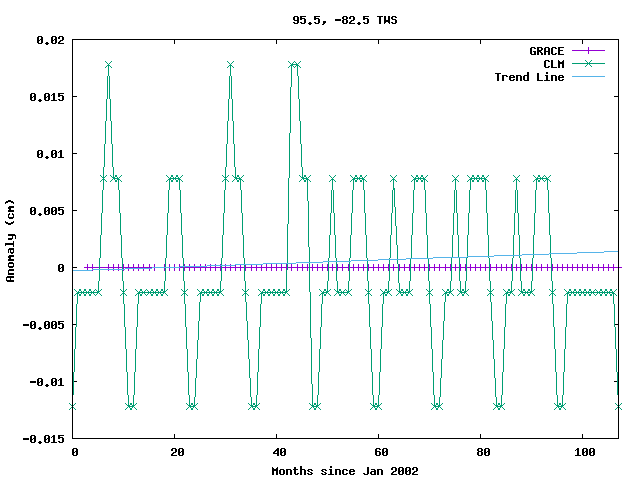 95.5, -82.5 TWS
GRACE
CLM
Trend Line
0.02
0.015
0.01
0.005
0
-0.005
-0.01
-0.015
Anomaly (cm)
0 20 40 60 80 100
Months since Jan 2002